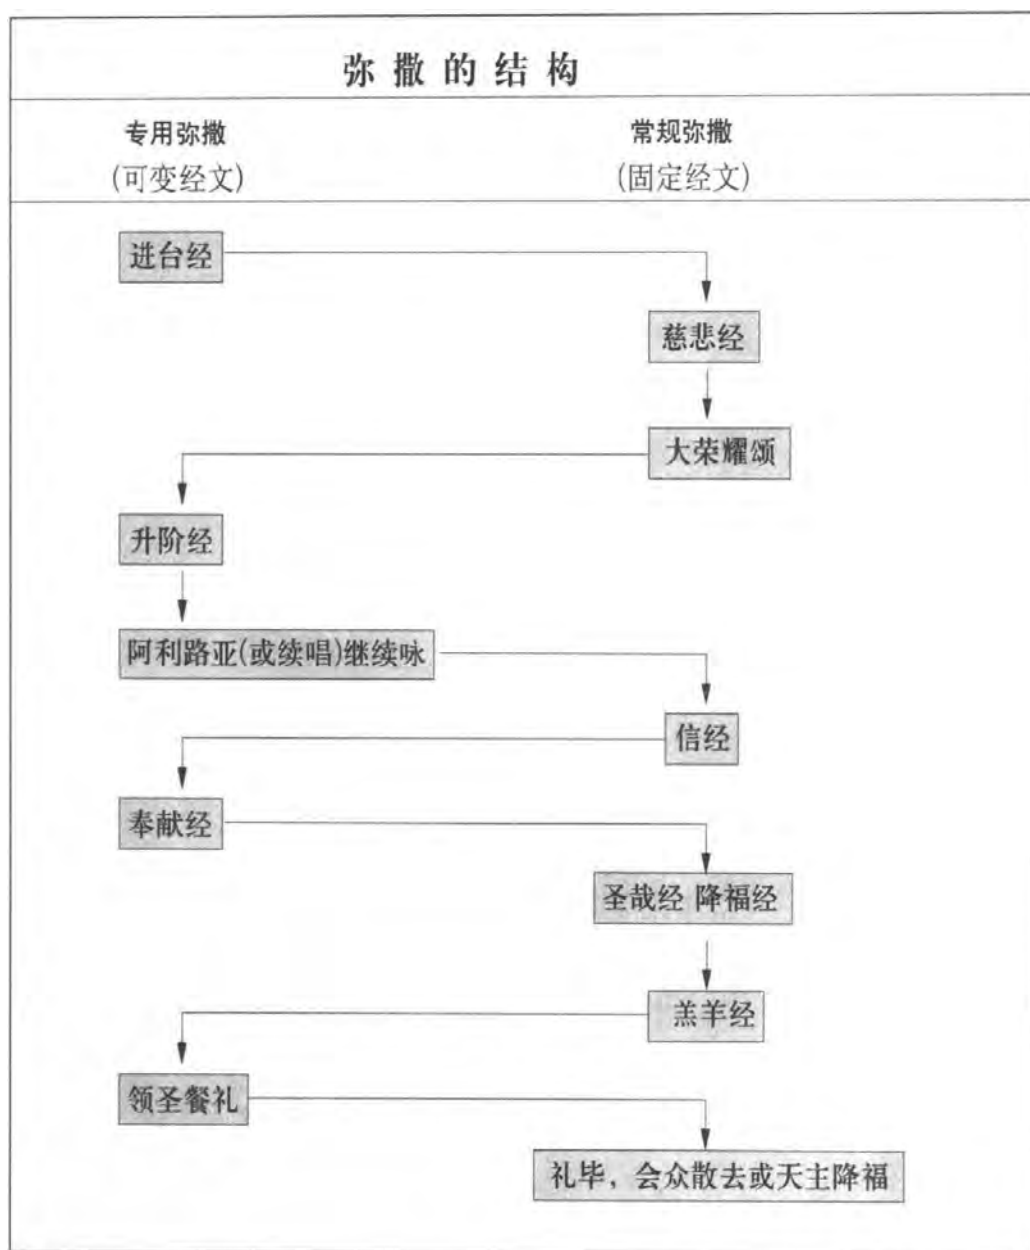 弥撒的结构
专用弥撒
(可变经文)
常规弥撒
(固定经文)
进台经
慈悲经
大荣耀颂
升阶经
阿利路亚(或续唱)继续咏
信经
奉献经
圣哉经 降福经
羔羊经
领圣餐礼
礼毕，会众散去或天主降福